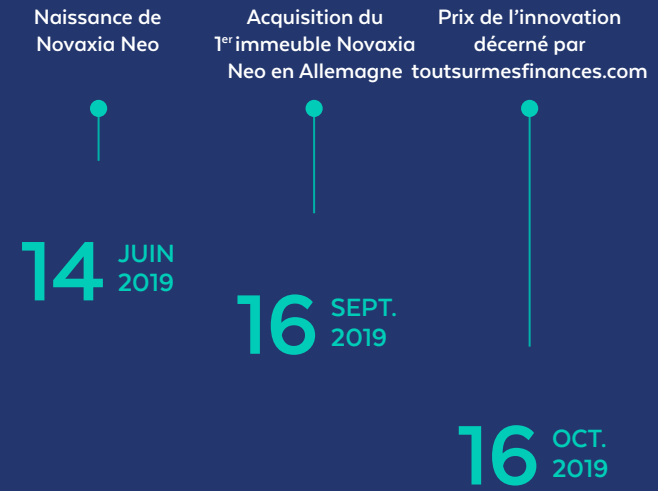 Naissance de
Novaxia Neo
Acquisition du
1er immeuble Novaxia
Neo en Allemagne
Prix de l’innovation
décerné par
toutsurmesfinances.com
14 JUIN
2019
16 SEPT.
2019
16 OCT.
2019